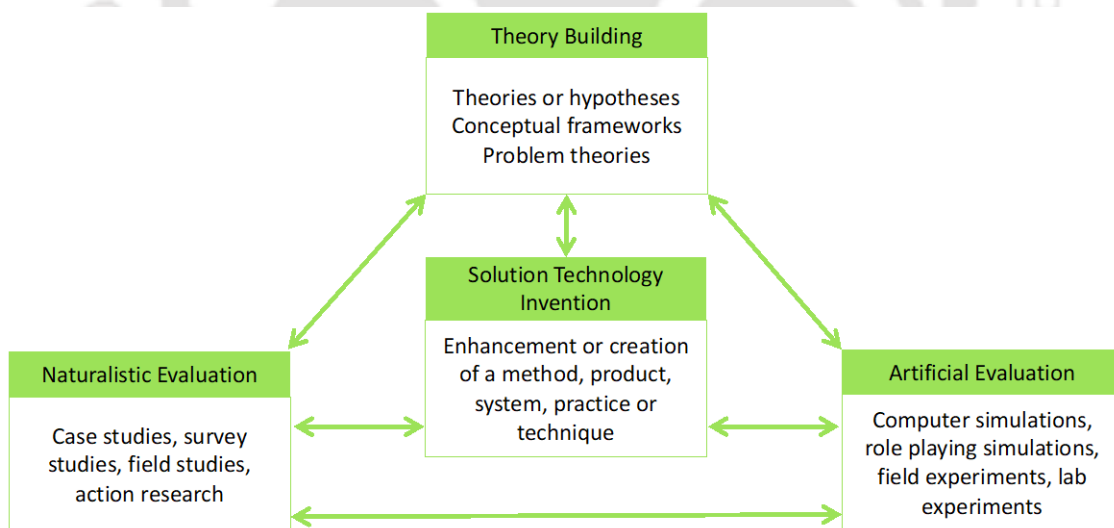 Theory Building
Theories or hypotheses
Conceptual frameworks
Problem theories
Solution Technology
Invention
Enhancement or creation
of a method, product,
system, practice or
technique
Naturalistic Evaluation
Case studies, survey
studies, field studies,
action research
Artificial Evaluation
Computer simulations,
role playing simulations,
field experiments, lab
experiments